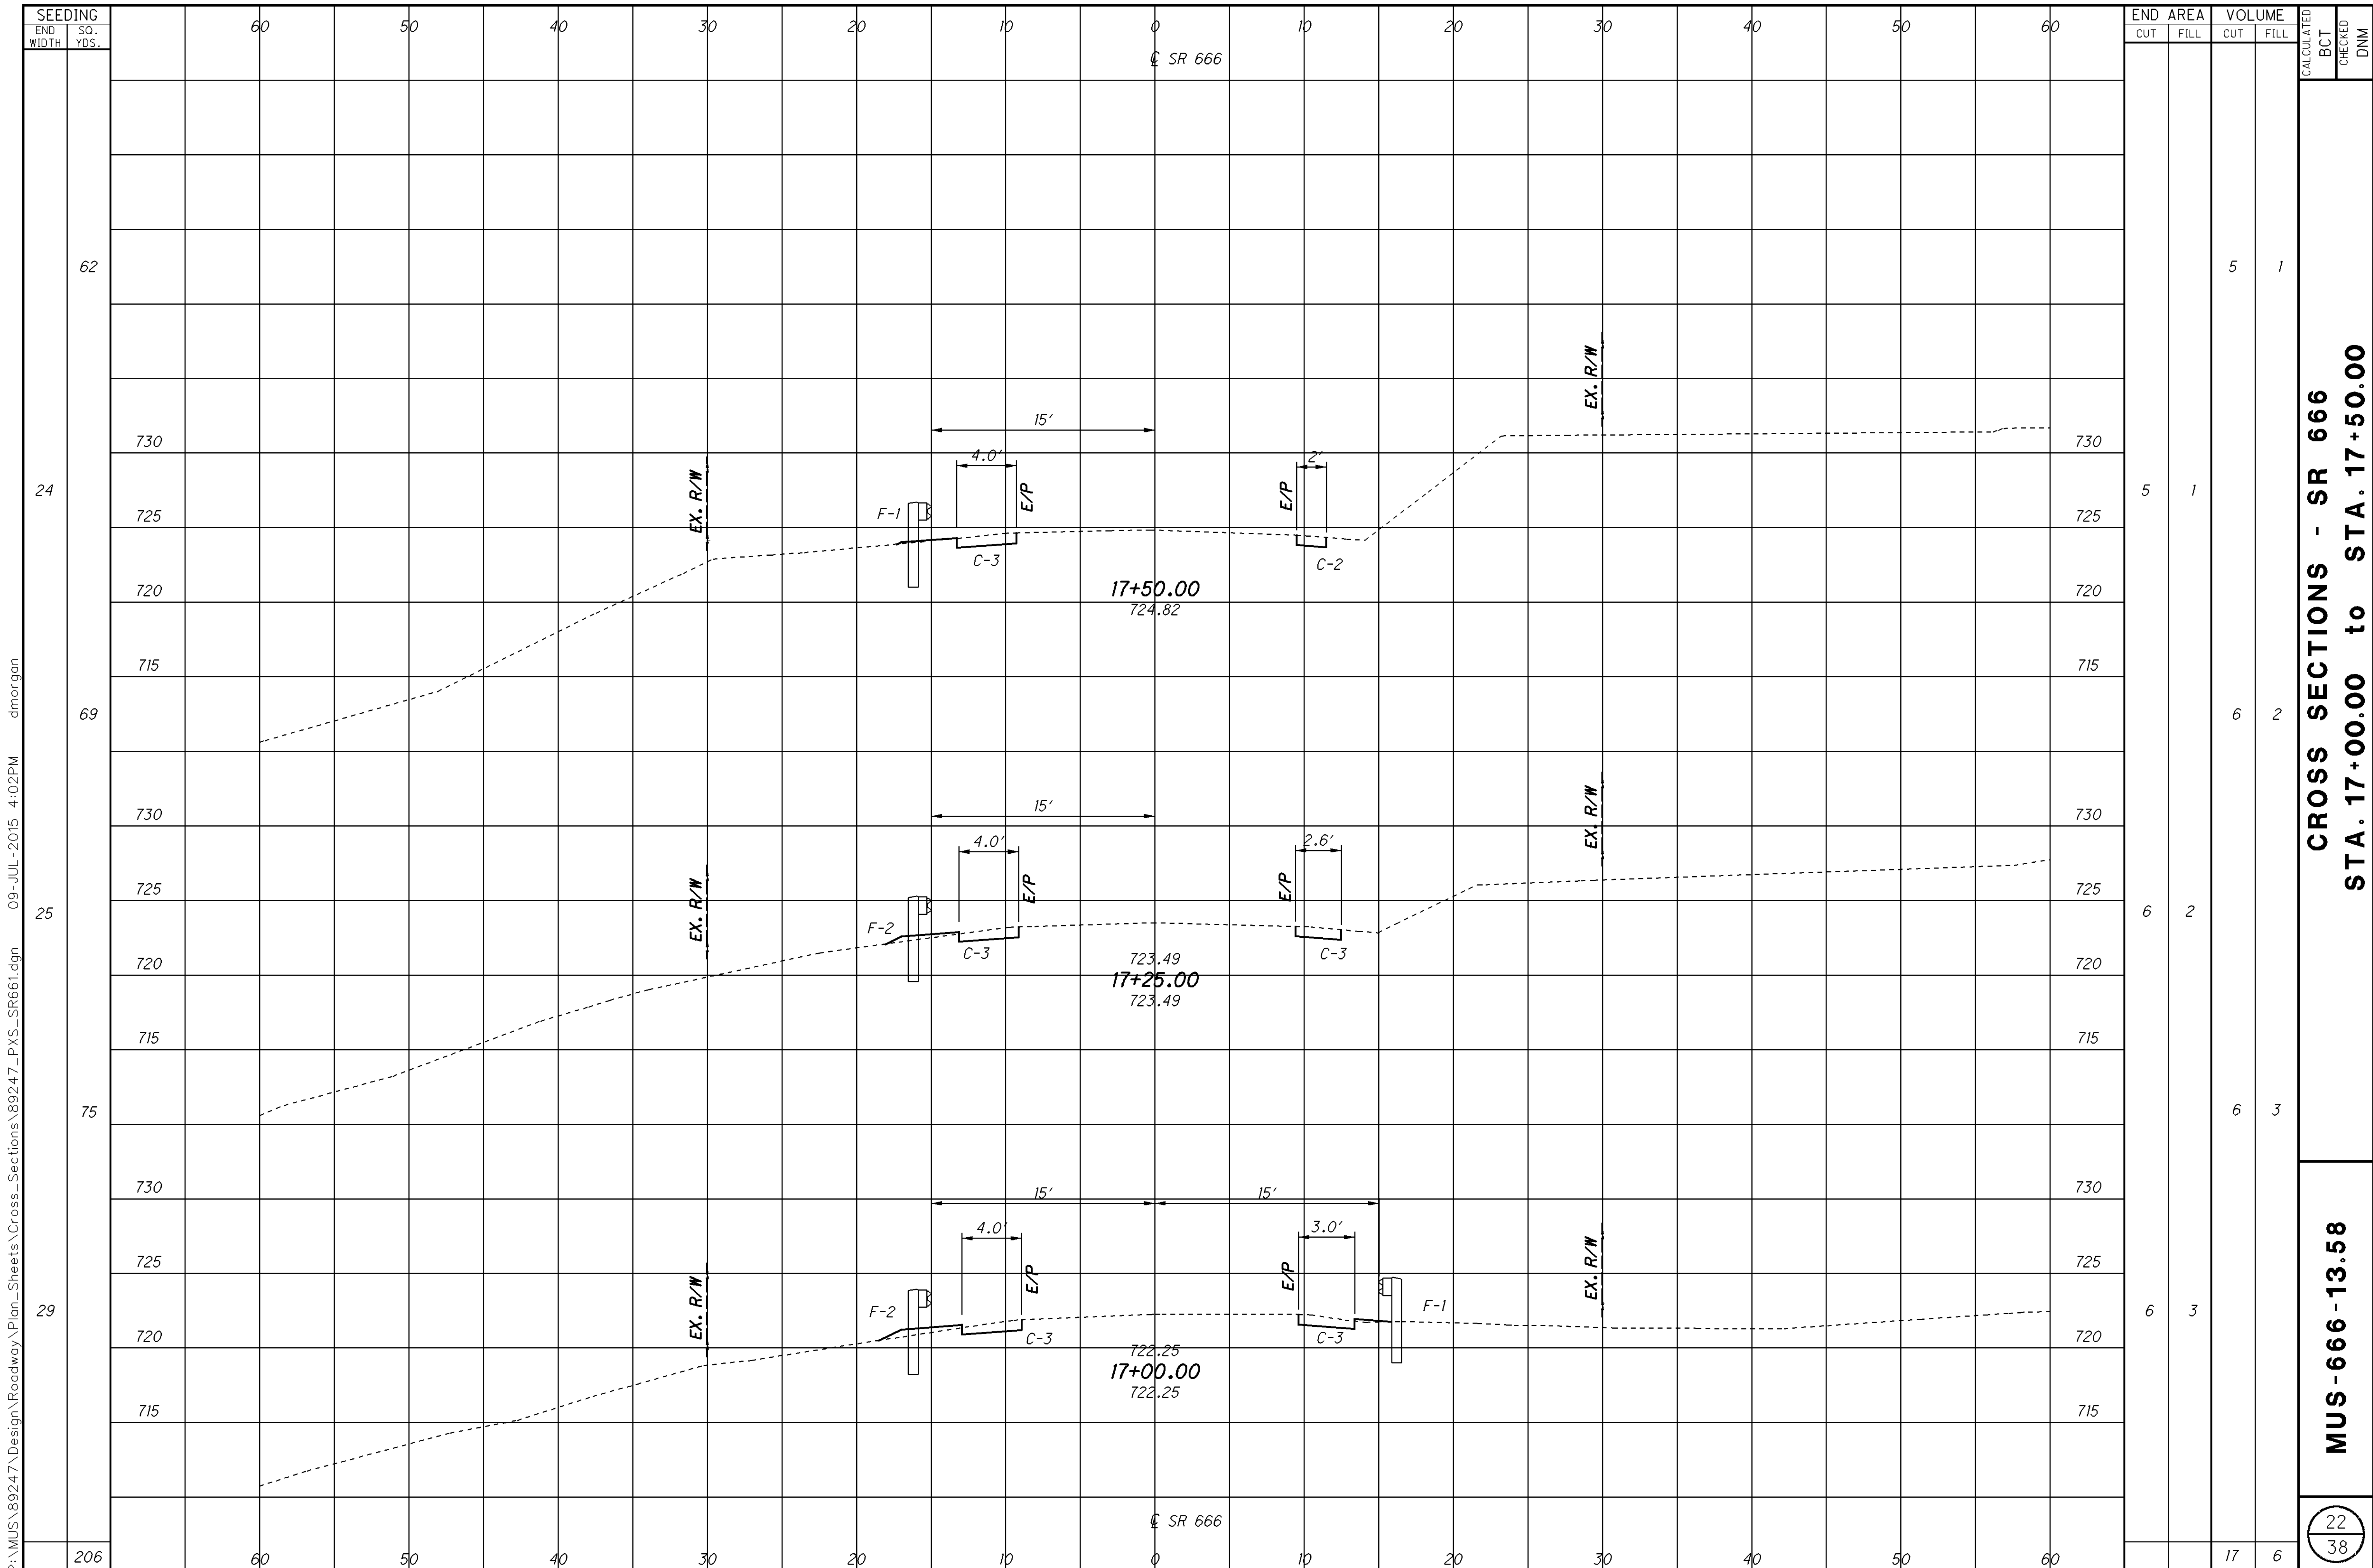 SEEDING
END WIDTH
SQ. YDS.
60 50 40 30 20 10 0 10 20 30 40 50 60
END AREA
VOLUME
CUT FILL CUT FILL
CALCULATED
BCT
CHECKED
DNM
℄ SR 666
62
5 1
EX. R/W
15'
730 730
4.0'
2'
EX. R/W
E/P
E/P
24
5 1
F-1
725 725
C-3
C-2
17+50.00
720 720
724.82
715 715
69
6 2
EX. R/W
15'
730 730
4.0'
2.6'
EX. R/W
E/P
E/P
725 725
25
6 2
F-2
C-3
C-3
723.49
720 720
17+25.00
723.49
715 715
75
6 3
730 730
15'
15'
4.0'
3.0'
EX. R/W
E/P
E/P
EX. R/W
725 725
29
6 3
F-2
F-1
C-3
C-3
720 720
722.25
17+00.00
722.25
715 715
℄ SR 666
206
60 50 40 30 20 10 0 10 20 30 40 50 60
17 6
CROSS SECTIONS - SR 666
STA. 17+00.00 to STA. 17+50.00
MUS-666-13.58
22
38
P:\MUS\89247\Design\Roadway\Plan_Sheets\Cross_Sections\89247_PXS_SR661.dgn 09-JUL-2015 4:02PM dmorgan